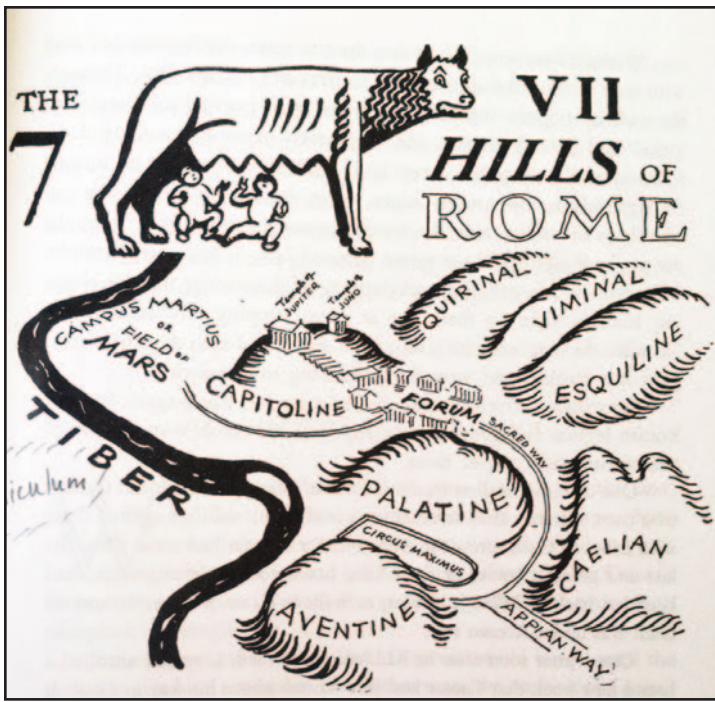 THE
7
VII
HILLS OF
ROME
QUIRINAL
VIMINAL
ESQUILINE
Temple of
JUPITER
Temple of
JUNO
CAMPUS MARTIUS
OR
FIELD OF
MARS
CAPITOLINE
FORUM
SACRED WAY
TIBER
iculum
PALATINE
CAELIAN
CIRCUS MAXIMUS
AVENTINE
APPIAN WAY